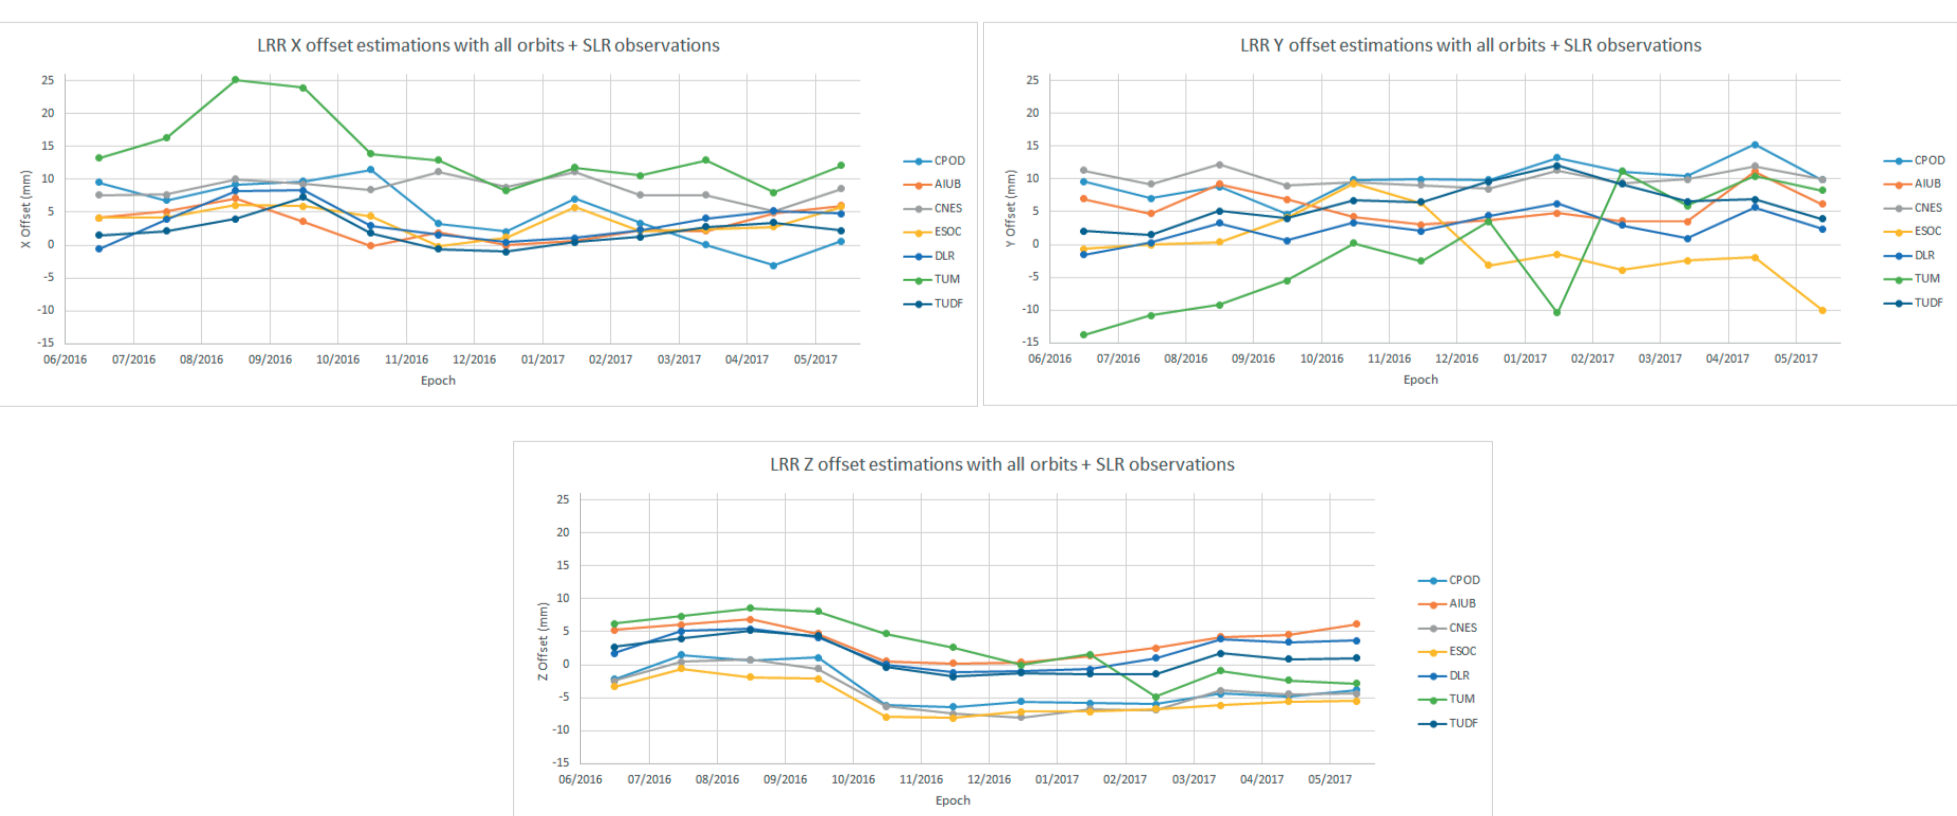 LRR X offset estimations with all orbits + SLR observations
25
20
15
10
5
0
-5
-10
-15
X Offset (mm)
06/2016 07/2016 08/2016 09/2016 10/2016 11/2016 12/2016 01/2017 02/2017 03/2017 04/2017 05/2017
Epoch
CPOD
AIUB
CNES
ESOC
DLR
TUM
TUDF
LRR Y offset estimations with all orbits + SLR observations
25
20
15
10
5
0
-5
-10
-15
Y Offset (mm)
06/2016 07/2016 08/2016 09/2016 10/2016 11/2016 12/2016 01/2017 02/2017 03/2017 04/2017 05/2017
Epoch
CPOD
AIUB
CNES
ESOC
DLR
TUM
TUDF
LRR Z offset estimations with all orbits + SLR observations
25
20
15
10
5
0
-5
-10
-15
Z Offset (mm)
06/2016 07/2016 08/2016 09/2016 10/2016 11/2016 12/2016 01/2017 02/2017 03/2017 04/2017 05/2017
Epoch
CPOD
AIUB
CNES
ESOC
DLR
TUM
TUDF